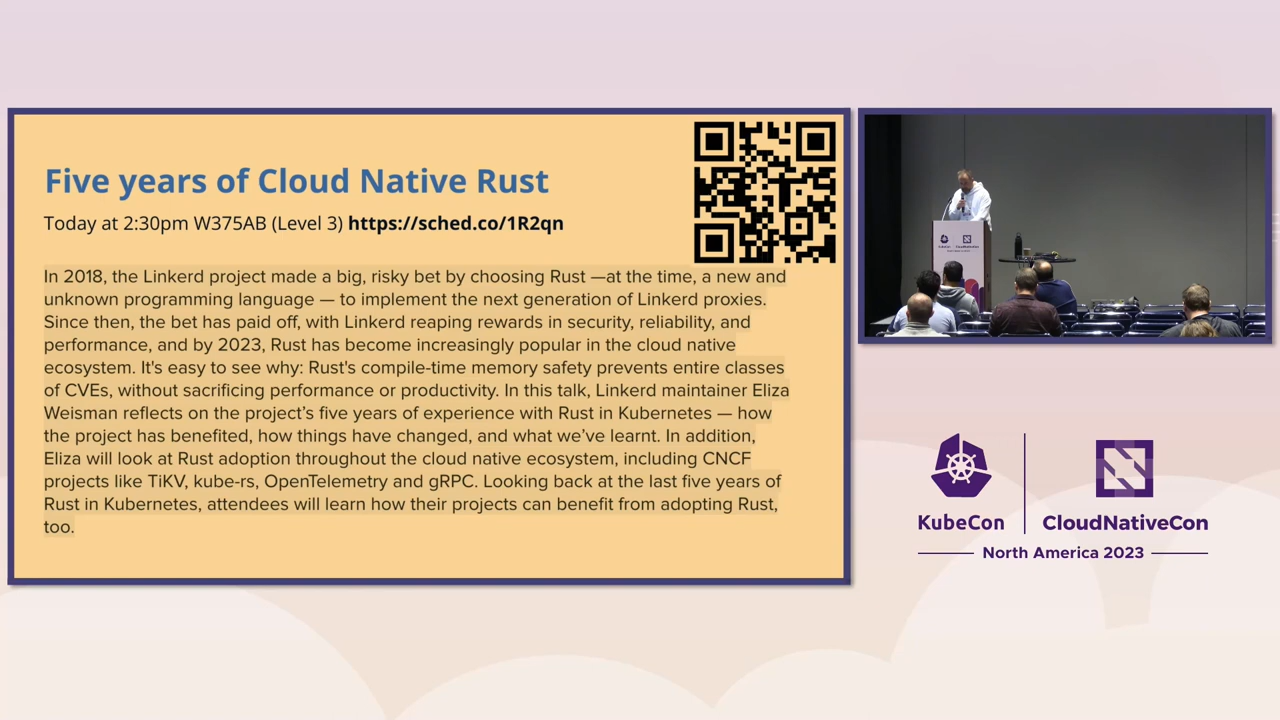 Five years of Cloud Native Rust
Today at 2:30pm W375AB (Level 3) https://sched.co/1R2qn
In 2018, the Linkerd project made a big, risky bet by choosing Rust —at the time, a new and
unknown programming language — to implement the next generation of Linkerd proxies.
Since then, the bet has paid off, with Linkerd reaping rewards in security, reliability, and
performance, and by 2023, Rust has become increasingly popular in the cloud native
ecosystem. It's easy to see why: Rust's compile-time memory safety prevents entire classes
of CVEs, without sacrificing performance or productivity. In this talk, Linkerd maintainer Eliza
Weisman reflects on the project’s five years of experience with Rust in Kubernetes — how
the project has benefited, how things have changed, and what we’ve learnt. In addition,
Eliza will look at Rust adoption throughout the cloud native ecosystem, including CNCF
projects like TiKV, kube-rs, OpenTelemetry and gRPC. Looking back at the last five years of
Rust in Kubernetes, attendees will learn how their projects can benefit from adopting Rust,
too.
KubeCon
CloudNativeCon
North America 2023